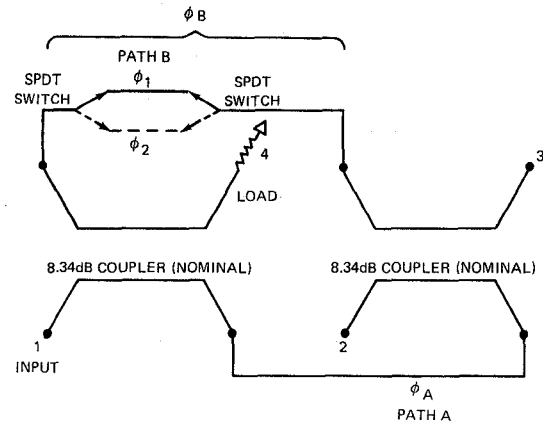 ϕB
PATH B
SPDT
SWITCH
ϕ1
SPDT
SWITCH
ϕ2
4
3
LOAD
8.34dB COUPLER (NOMINAL)
8.34dB COUPLER (NOMINAL)
1
INPUT
2
ϕA
PATH A